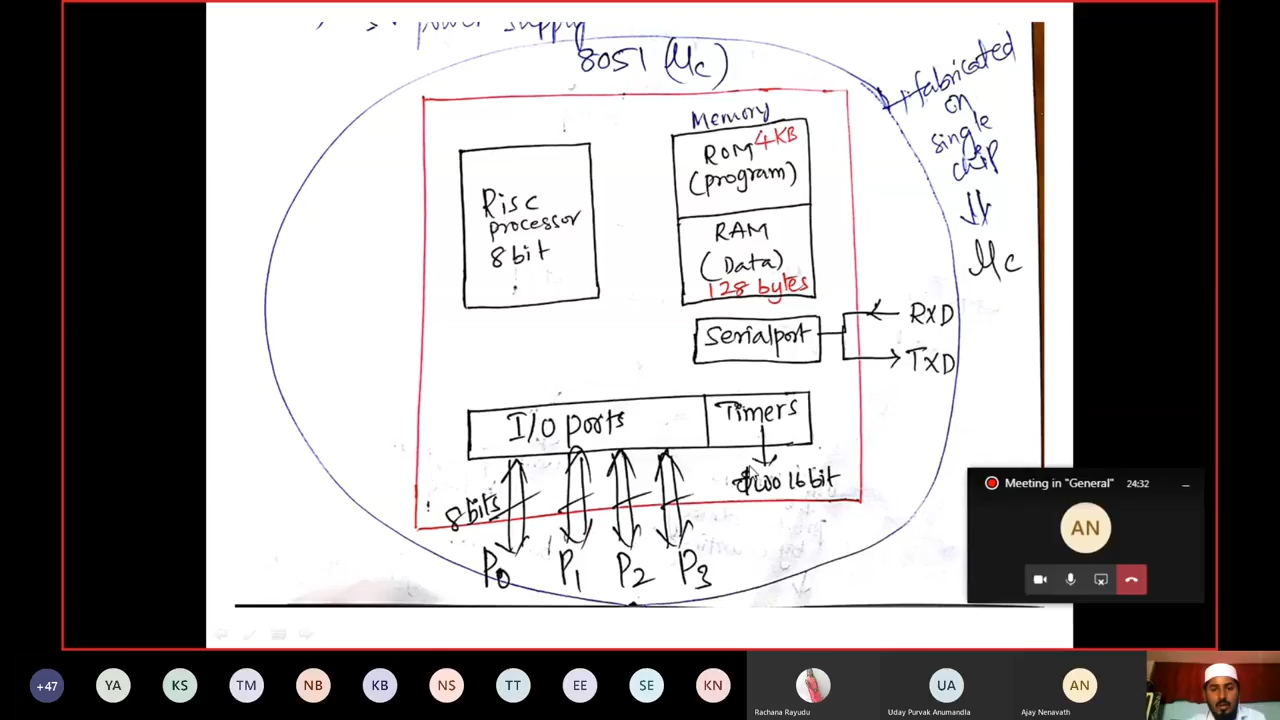 power supply
8051 (μc)
Memory
ROM 4KB
(program)
RAM
(Data)
128 bytes
Risc
processor
8 bit
Serialport
RXD
TXD
I/O ports
Timers
two 16 bit
8 bits
P0 P1 P2 P3
fabricated
on
single
chip
μc
Meeting in "General" 24:32
AN
+47 YA KS TM NB KB NS TT EE SE KN UA AN
Rachana Rayudu Uday Purvak Anumandla Ajay Nenavath